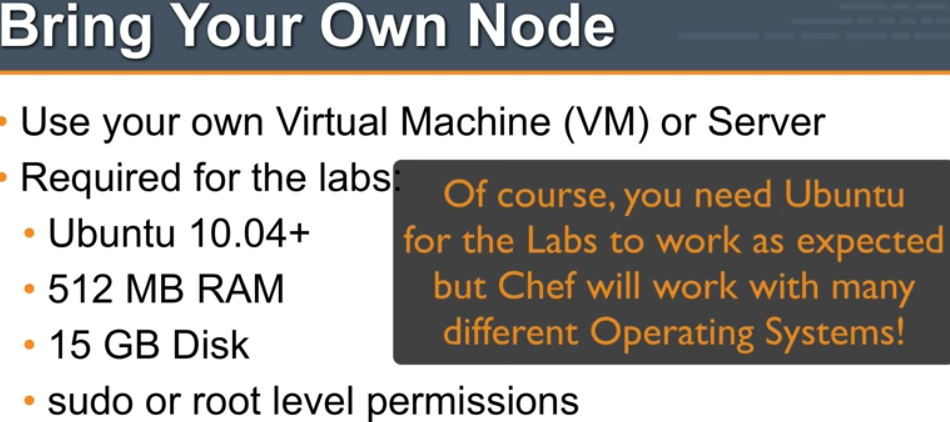 Bring Your Own Node
• Use your own Virtual Machine (VM) or Server
• Required for the labs:
• Ubuntu 10.04+
• 512 MB RAM
• 15 GB Disk
• sudo or root level permissions
Of course, you need Ubuntu
for the Labs to work as expected
but Chef will work with many
different Operating Systems!